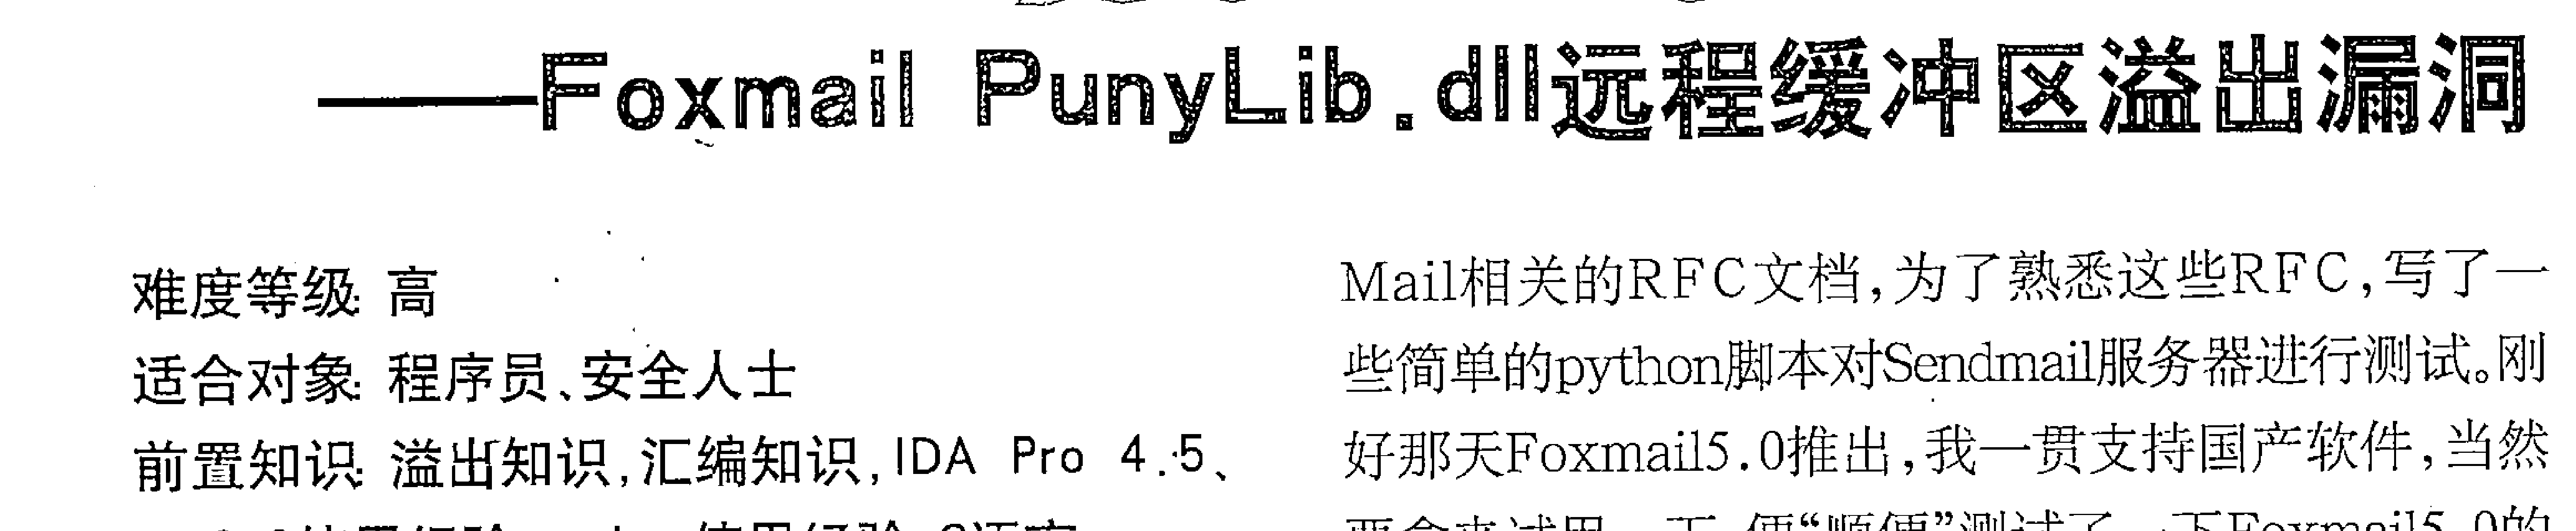 ——Foxmail PunyLib.dll远程缓冲区溢出漏洞
难度等级:高
适合对象:程序员、安全人士
前置知识:溢出知识,汇编知识,IDA Pro 4.5、
Mail相关的RFC文档,为了熟悉这些RFC,写了一
些简单的python脚本对Sendmail服务器进行测试。刚
好那天Foxmail5.0推出,我一贯支持国产软件,当然